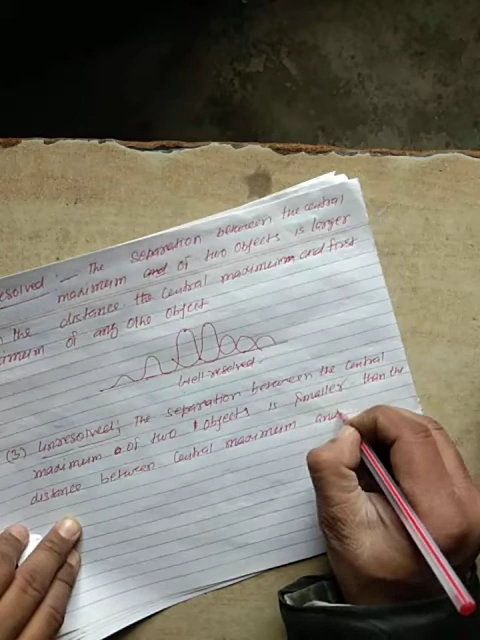 esolved :- The separation between the central
maximum and of two objects is larger
n the distance the central maximum and first
imum of any otho object
Well resolved
(3) Unresolved :- The separation between the central
maximum of two objects is smaller than the
distance between central maximum and